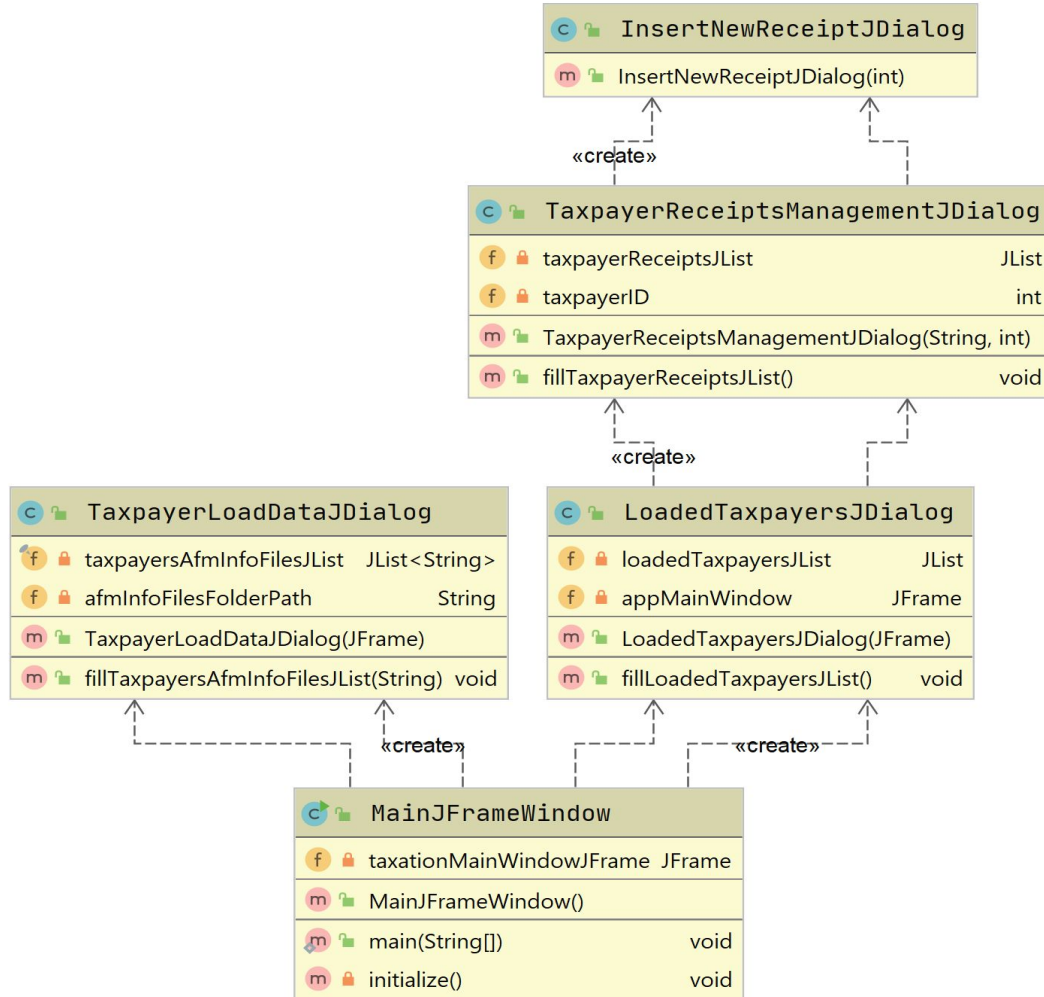 InsertNewReceiptJDialog
InsertNewReceiptJDialog(int)
«create»
TaxpayerReceiptsManagementJDialog
taxpayerReceiptsJList JList
taxpayerID int
TaxpayerReceiptsManagementJDialog(String, int)
fillTaxpayerReceiptsJList() void
«create»
TaxpayerLoadDataJDialog
taxpayersAfmInfoFilesJList JList<String>
afmInfoFilesFolderPath String
TaxpayerLoadDataJDialog(JFrame)
fillTaxpayersAfmInfoFilesJList(String) void
LoadedTaxpayersJDialog
loadedTaxpayersJList JList
appMainWindow JFrame
LoadedTaxpayersJDialog(JFrame)
fillLoadedTaxpayersJList() void
«create»
«create»
MainJFrameWindow
taxationMainWindowJFrame JFrame
MainJFrameWindow()
main(String[]) void
initialize() void